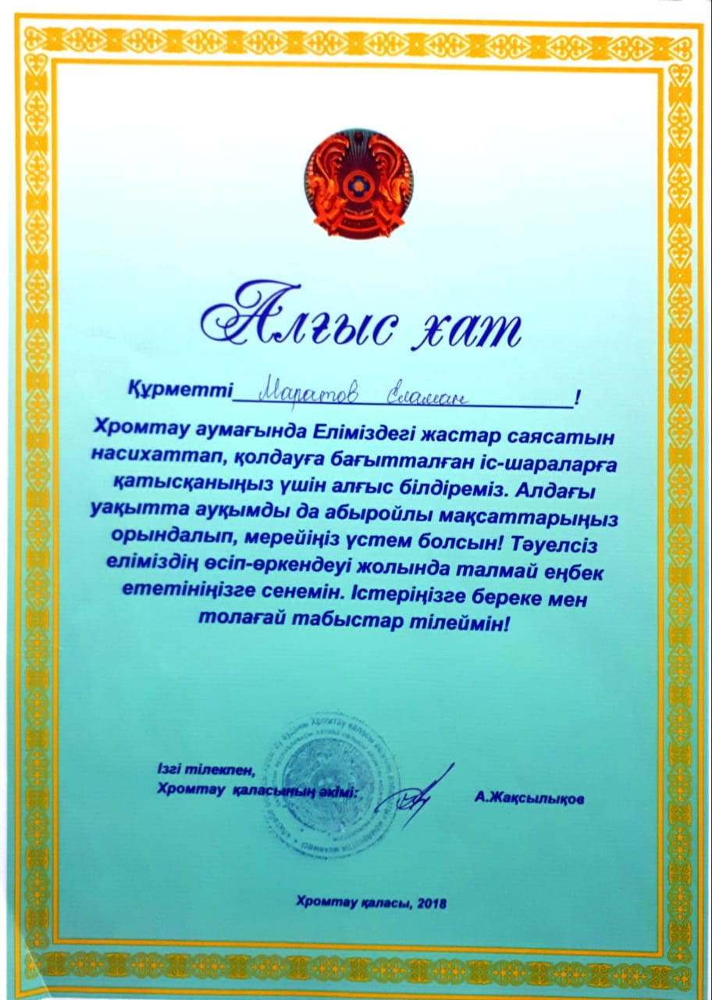 Алғыс хат
Құрметті Маратов Еламан !
Хромтау аумағында Еліміздегі жастар саясатын
насихаттап, қолдауға бағытталған іс-шараларға
қатысқаныңыз үшін алғыс білдіреміз. Алдағы
уақытта ауқымды да абыройлы мақсаттарыңыз
орындалып, мерейіңіз үстем болсын! Тәуелсіз
еліміздің өсіп-өркендеуі жолында талмай еңбек
ететініңізге сенемін. Істеріңізге береке мен
толағай табыстар тілеймін!
Ізгі тілекпен,
Хромтау қаласының әкімі:
А.Жақсылықов
Хромтау қаласы, 2018